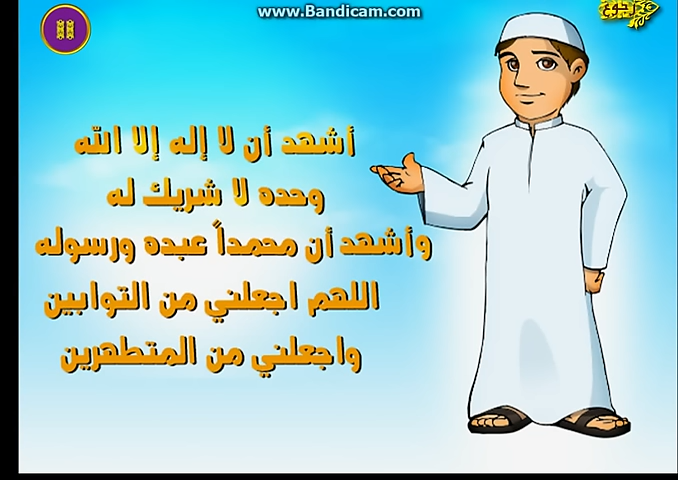 www.Bandicam.com
رجوع
أشهد أن لا إله إلا الله
وحده لا شريك له
وأشهد أن محمداً عبده ورسوله
اللهم اجعلني من التوابين
واجعلني من المتطهرين